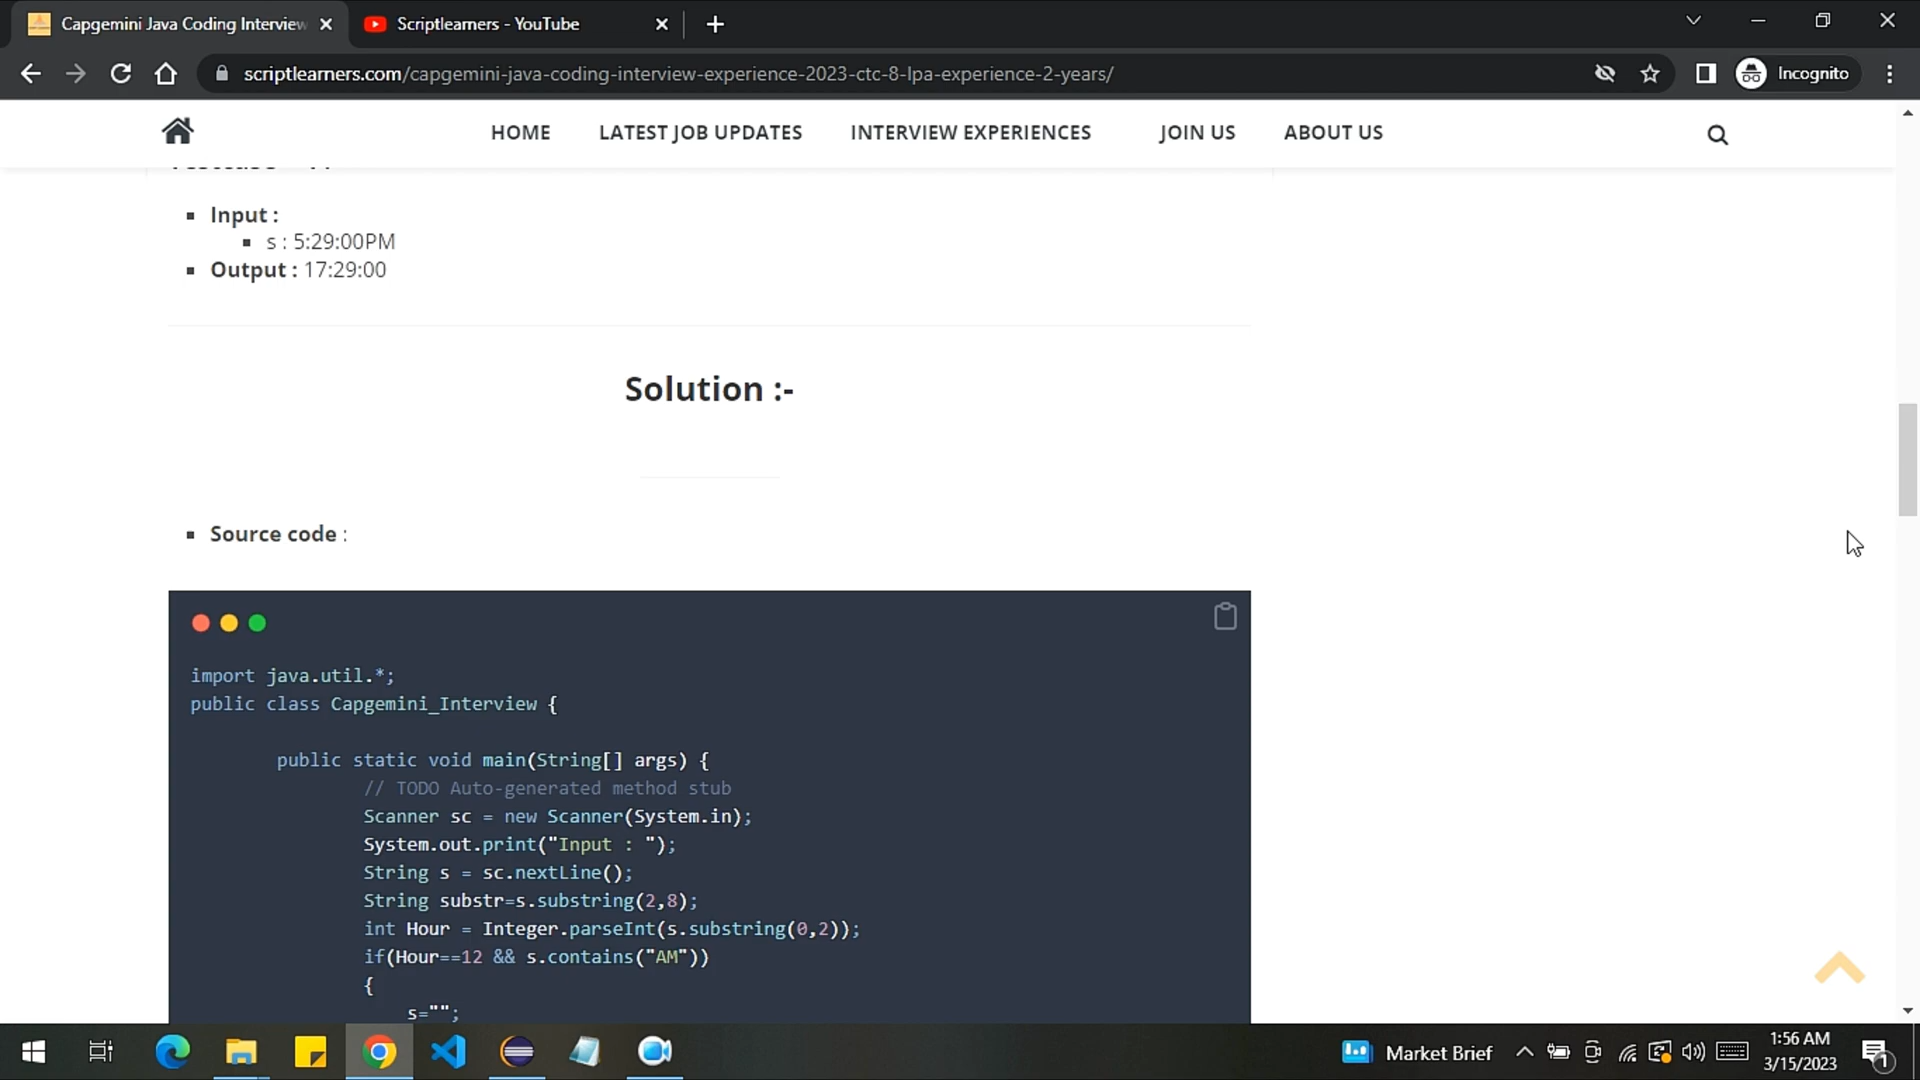 Capgemini Java Coding Interview
Scriptlearners - YouTube
scriptlearners.com/capgemini-java-coding-interview-experience-2023-ctc-8-lpa-experience-2-years/
Incognito
HOME
LATEST JOB UPDATES
INTERVIEW EXPERIENCES
JOIN US
ABOUT US
Input :
s : 5:29:00PM
Output : 17:29:00
Solution :-
Source code :
import java.util.*;
public class Capgemini_Interview {
public static void main(String[] args) {
// TODO Auto-generated method stub
Scanner sc = new Scanner(System.in);
System.out.print("Input : ");
String s = sc.nextLine();
String substr=s.substring(2,8);
int Hour = Integer.parseInt(s.substring(0,2));
if(Hour==12 && s.contains("AM"))
{
s="";
Market Brief
1:56 AM
3/15/2023
1